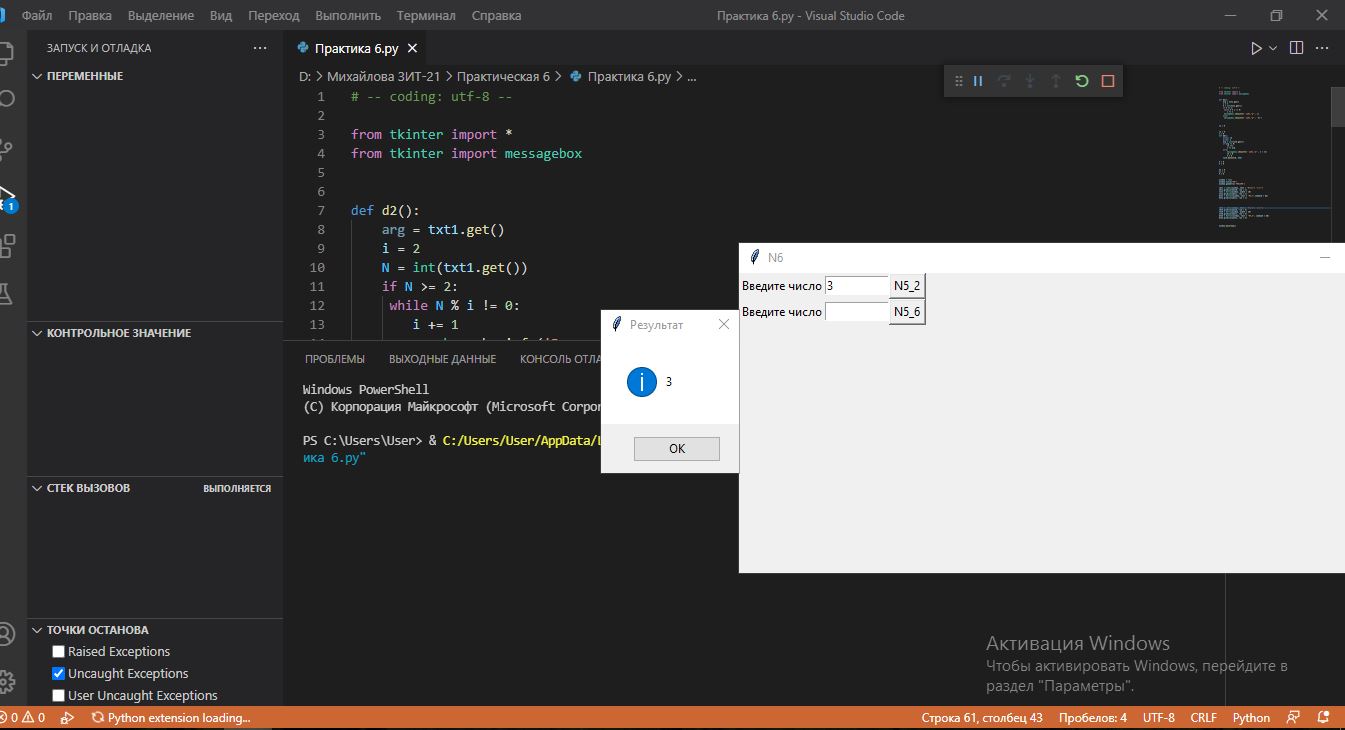 Файл Правка Выделение Вид Переход Выполнить Терминал Справка Практика 6.py - Visual Studio Code
ЗАПУСК И ОТЛАДКА ···
Практика 6.py
ПЕРЕМЕННЫЕ
D: > Михайлова ЗИТ-21 > Практическая 6 > Практика 6.py > ...
1 # -- coding: utf-8 --
2
3 from tkinter import *
4 from tkinter import messagebox
5
6
7 def d2():
8 arg = txt1.get()
9 i = 2
10 N = int(txt1.get())
11 if N >= 2:
12 while N % i != 0:
13 i += 1
1
N6
Введите число 3 N5_2
Введите число N5_6
Результат
3
OK
КОНТРОЛЬНОЕ ЗНАЧЕНИЕ
ПРОБЛЕМЫ ВЫХОДНЫЕ ДАННЫЕ КОНСОЛЬ ОТЛА
Windows PowerShell
(C) Корпорация Майкрософт (Microsoft Corpor
PS C:\Users\User> & C:/Users/User/AppData/L
ика 6.py"
СТЕК ВЫЗОВОВ ВЫПОЛНЯЕТСЯ
ТОЧКИ ОСТАНОВА
Raised Exceptions
Uncaught Exceptions
User Uncaught Exceptions
Активация Windows
Чтобы активировать Windows, перейдите в
раздел "Параметры".
0 0 Python extension loading... Строка 61, столбец 43 Пробелов: 4 UTF-8 CRLF Python